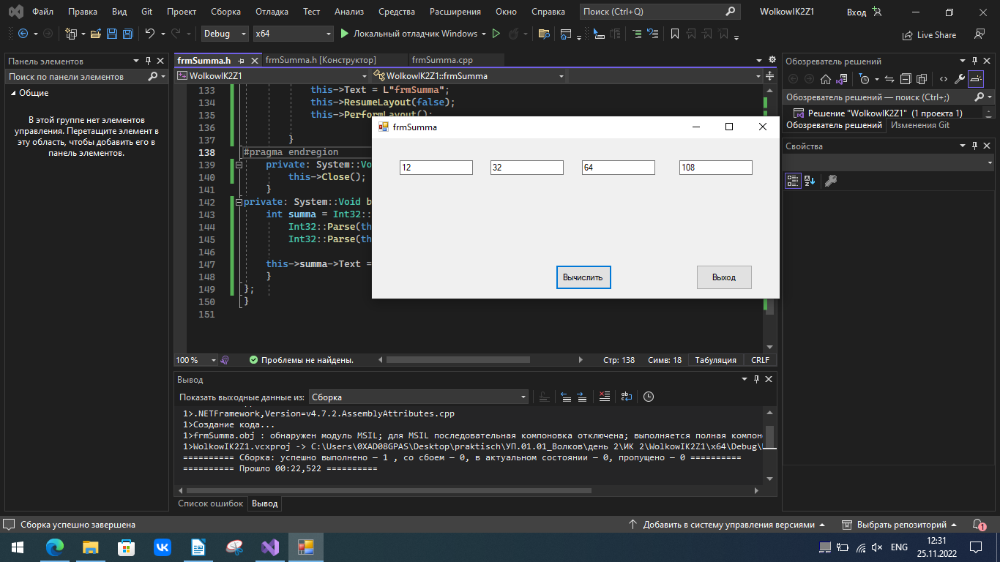 Файл Правка Вид Git Проект Сборка Отладка Тест Анализ Средства Расширения Окно Справка Поиск (Ctrl+Q) WolkowIK2Z1 Вход
Debug x64 Локальный отладчик Windows Live Share
Панель элементов
Поиск по панели элементов
Общие
В этой группе нет элементов
управления. Перетащите элемент в
эту область, чтобы добавить его в
панель элементов.
frmSumma.h frmSumma.h [Конструктор] frmSumma.cpp
WolkowIK2Z1 WolkowIK2Z1::frmSumma
133 this->Text = L"frmSumma";
134 this->ResumeLayout(false);
135 this->PerformLayout();
136
137 }
138 #pragma endregion
139 private: System::Vo
140 this->Close();
141 }
142 private: System::Void b
143 int summa = Int32::
144 Int32::Parse(th
145 Int32::Parse(th
146
147 this->summa->Text =
148 }
149 };
150 }
151
frmSumma
12 32 64 108
Вычислить Выход
100 % Проблемы не найдены. Стр: 138 Симв: 18 Табуляция CRLF
Вывод
Показать выходные данные из: Сборка
1>.NETFramework,Version=v4.7.2.AssemblyAttributes.cpp
1>Создание кода...
1>frmSumma.obj : обнаружен модуль MSIL; для MSIL последовательная компоновка отключена; выполняется полная компон
1>WolkowIK2Z1.vcxproj -> C:\Users\0XAD08GPAS\Desktop\praktisch\УП.01.01_Волков\день 2\ИК 2\WolkowIK2Z1\x64\Debug\
========== Сборка: успешно выполнено — 1 , со сбоем — 0, в актуальном состоянии — 0, пропущено — 0 ==========
========== Прошло 00:22,522 ==========
Список ошибок Вывод
Обозреватель решений
Обозреватель решений — поиск (Ctrl+;)
Решение "WolkowIK2Z1" (1 проекта 1)
Обозреватель решений Изменения Git
Свойства
Сборка успешно завершена Добавить в систему управления версиями Выбрать репозиторий 1
ENG 12:31
25.11.2022